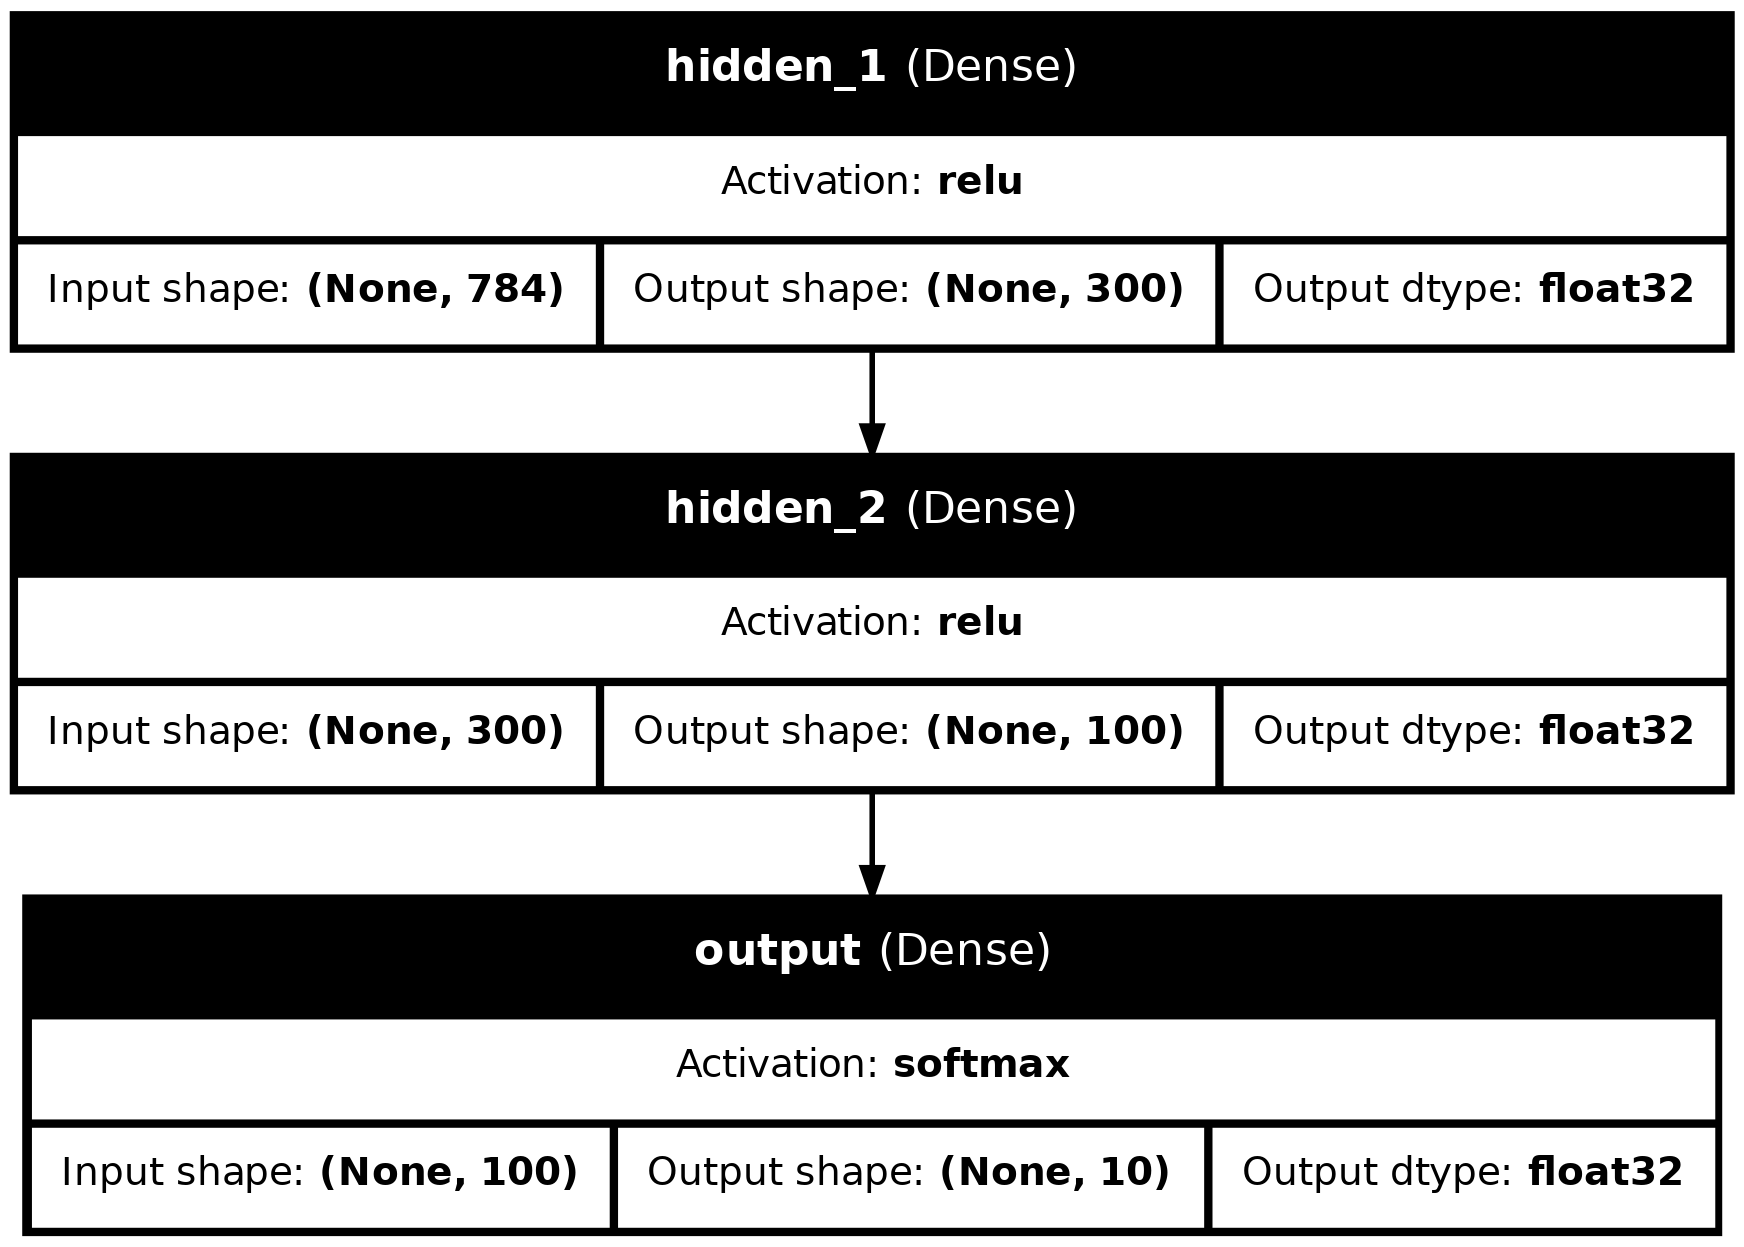 hidden_1 (Dense)
Activation: relu
Input shape: (None, 784) Output shape: (None, 300) Output dtype: float32
hidden_2 (Dense)
Activation: relu
Input shape: (None, 300) Output shape: (None, 100) Output dtype: float32
output (Dense)
Activation: softmax
Input shape: (None, 100) Output shape: (None, 10) Output dtype: float32